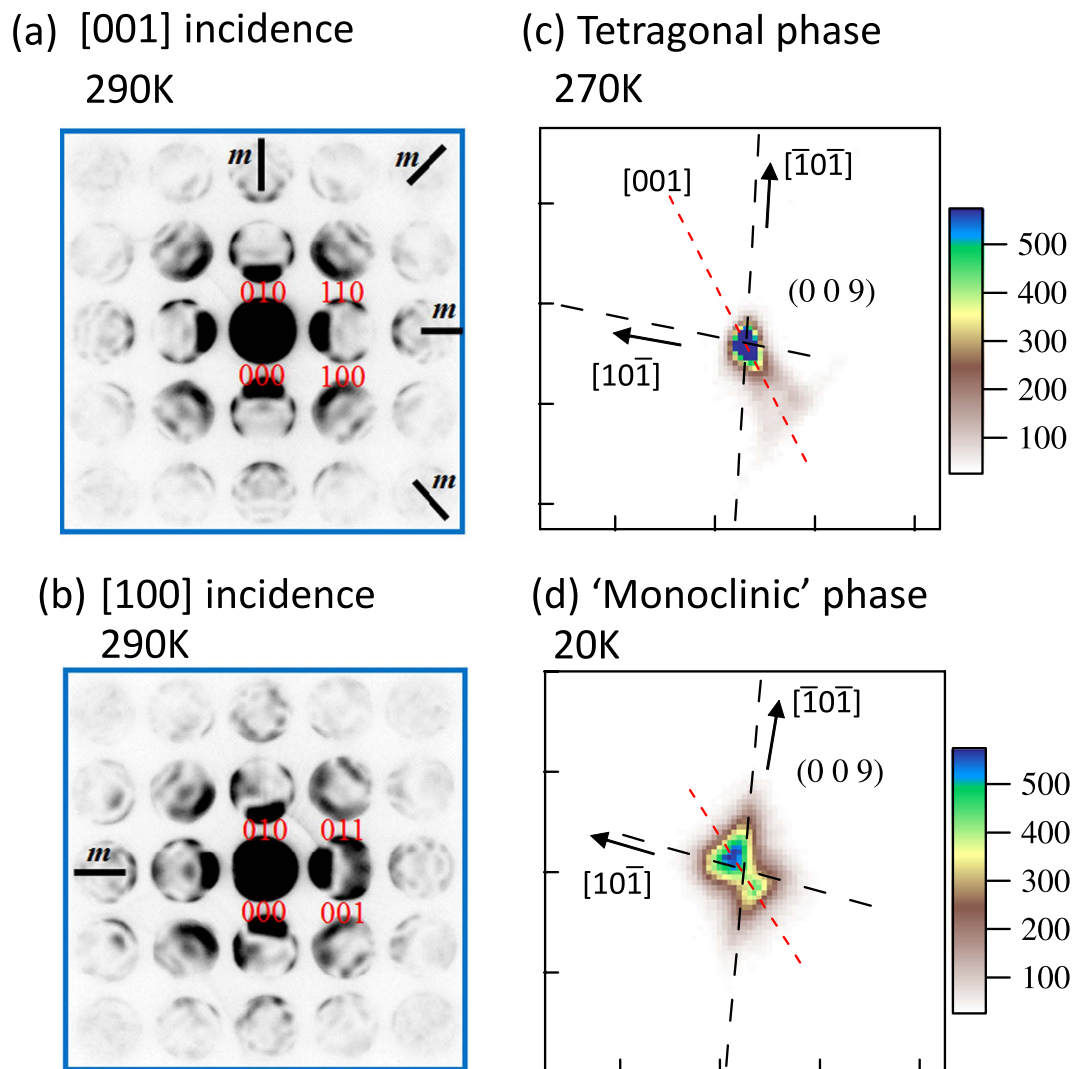 (a) [001] incidence
290K
m
m
010 110
m
000 100
m
(b) [100] incidence
290K
010 011
m
000 001
(c) Tetragonal phase
270K
[001]
[1̅01̅]
(0 0 9)
[101̅]
500
400
300
200
100
(d) ‘Monoclinic’ phase
20K
[1̅01̅]
(0 0 9)
[101̅]
500
400
300
200
100